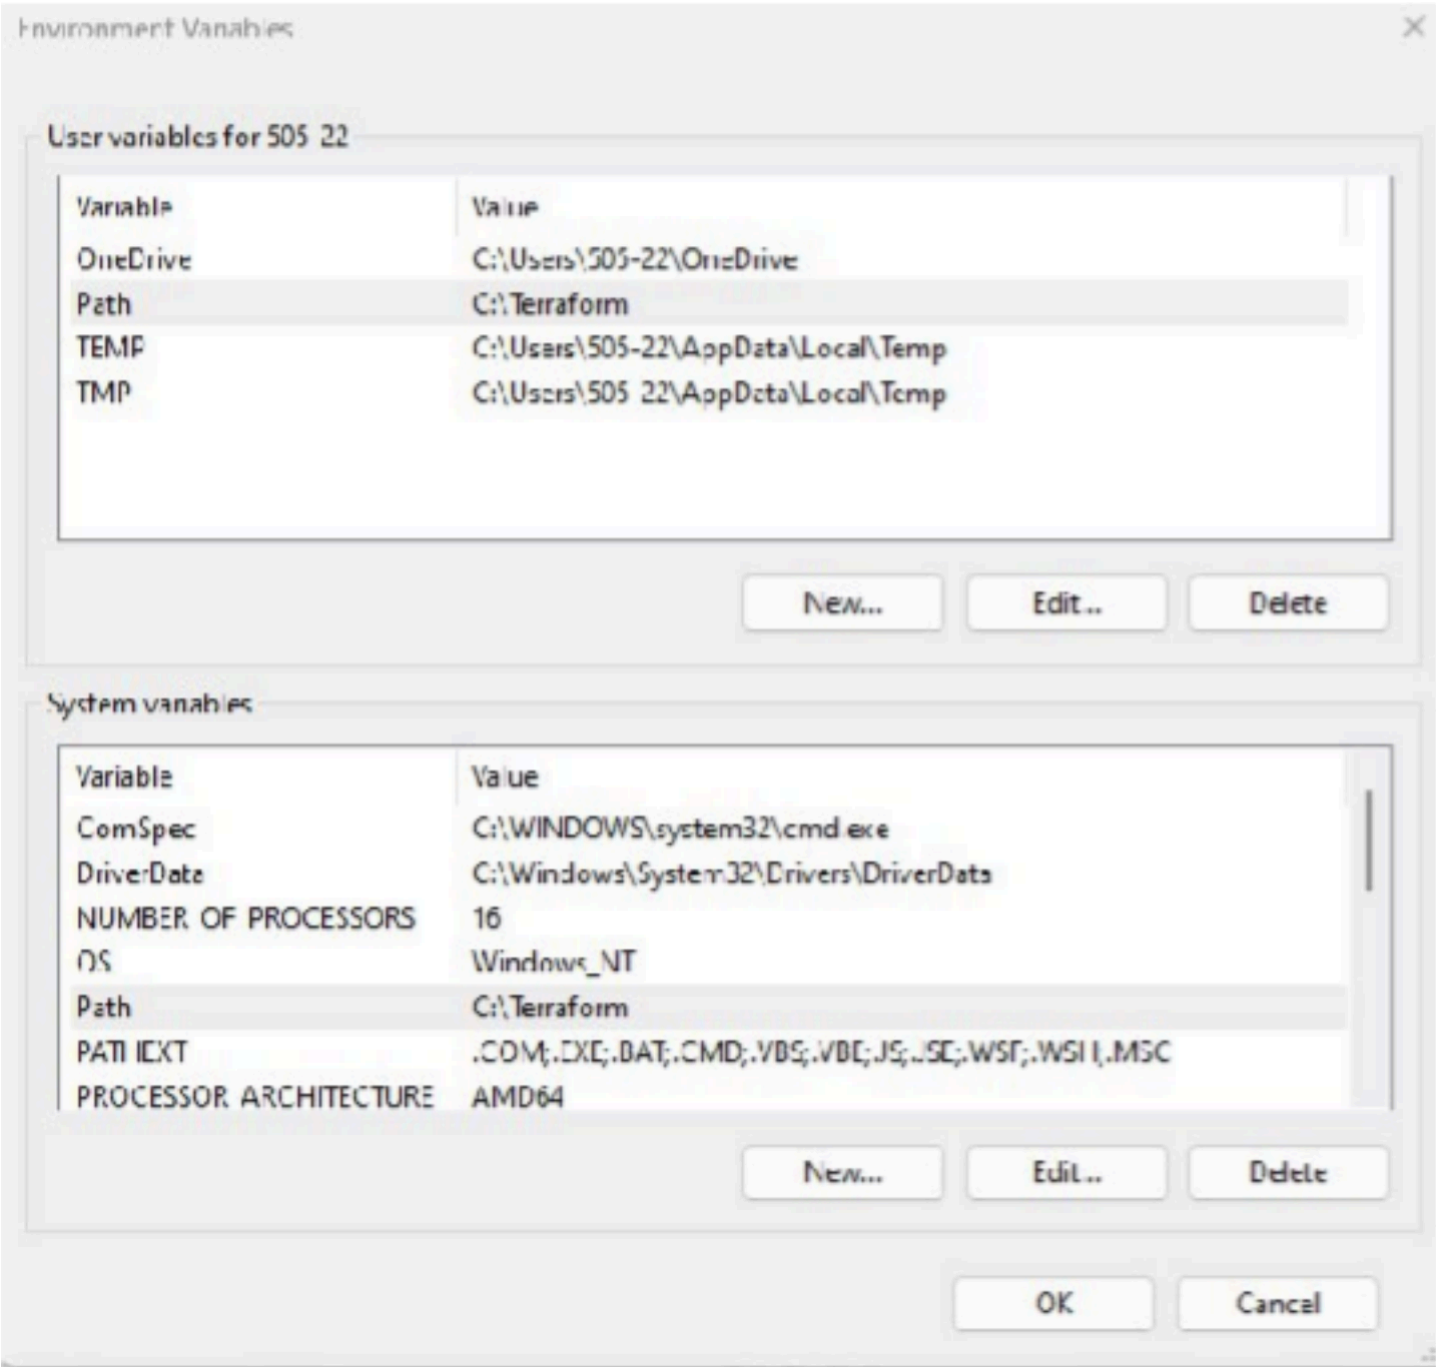 Environment Variables
User variables for 505-22
Variable Value
OneDrive C:\Users\505-22\OneDrive
Path C:\Terraform
TEMP C:\Users\505-22\AppData\Local\Temp
TMP C:\Users\505-22\AppData\Local\Temp
New... Edit... Delete
System variables
Variable Value
ComSpec C:\WINDOWS\system32\cmd.exe
DriverData C:\Windows\System32\Drivers\DriverData
NUMBER_OF_PROCESSORS 16
OS Windows_NT
Path C:\Terraform
PATHEXT .COM;.EXE;.BAT;.CMD;.VBS;.VBE;.JS;.JSE;.WSF;.WSH;.MSC
PROCESSOR_ARCHITECTURE AMD64
New... Edit... Delete
OK Cancel